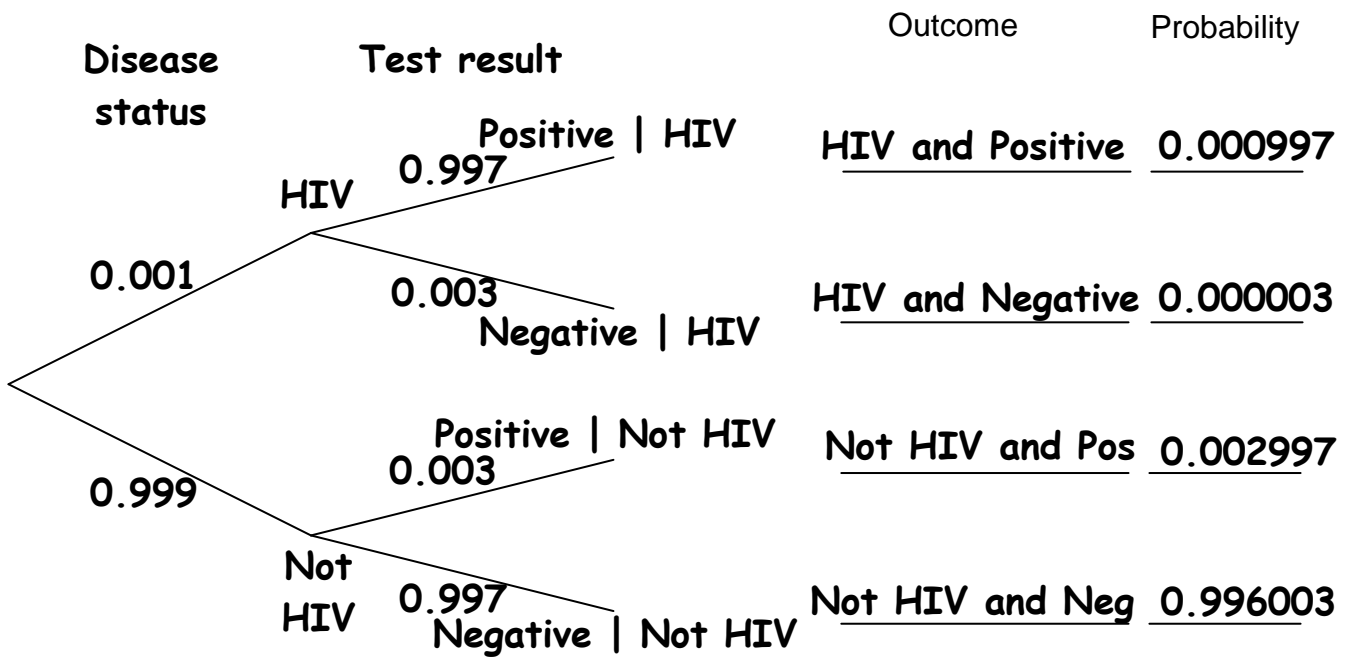 Outcome Probability
Disease
status
Test result
Positive | HIV
HIV and Positive 0.000997
0.997
HIV
0.001
0.003
HIV and Negative 0.000003
Negative | HIV
Positive | Not HIV
Not HIV and Pos 0.002997
0.003
0.999
Not
HIV
0.997
Not HIV and Neg 0.996003
Negative | Not HIV